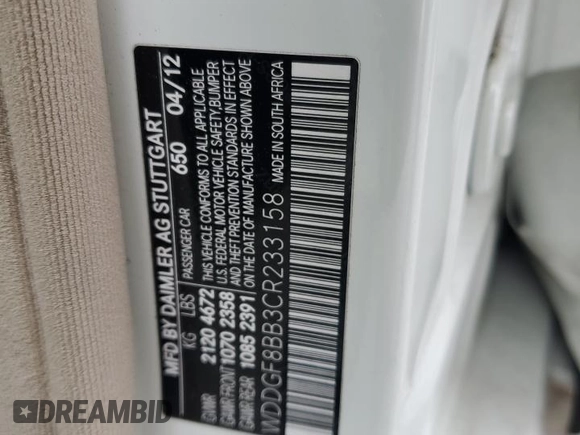 MFD BY DAIMLER AG STUTTGART
650 04/12
KG LBS PASSENGER CAR
GVWR 2120 4672 THIS VEHICLE CONFORMS TO ALL APPLICABLE
GAWR FRONT 1070 2358 U.S. FEDERAL MOTOR VEHICLE SAFETY, BUMPER
GAWR REAR 1085 2391 AND THEFT PREVENTION STANDARDS IN EFFECT
ON THE DATE OF MANUFACTURE SHOWN ABOVE
WDDGF8BB3CR233158 MADE IN SOUTH AFRICA
DREAMBID